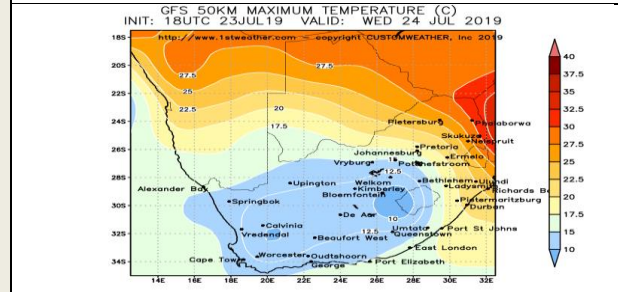 GFS 50KM MAXIMUM TEMPERATURE (C)
INIT: 18UTC 23JUL19 VALID: WED 24 JUL 2019
http://www.1stweather.com — copyright CUSTOMWEATHER, Inc 2019
18S
20S
22S
24S
26S
28S
30S
32S
34S
14E 16E 18E 20E 22E 24E 26E 28E 30E 32E
27.5
27.5
25
22.5
20
17.5
12.5
10
12.5
Pietersburg
Phalaborwa
Skukuza
Nelspruit
Pretoria
Johannesburg
Ermelo
Vryburg
Potchefstroom
Welkom
Bethlehem
Ulundi
Ladysmith
Kimberley
Richards B
Alexander Bay
Upington
Bloemfontein
Pietermaritzburg
Springbok
Durban
De Aar
Calvinia
Umtata
Port St Johns
Vredendal
Queenstown
Beaufort West
East London
Cape Town
Worcester
Oudtshoorn
George
Port Elizabeth
40
37.5
35
32.5
30
27.5
25
22.5
20
17.5
15
10